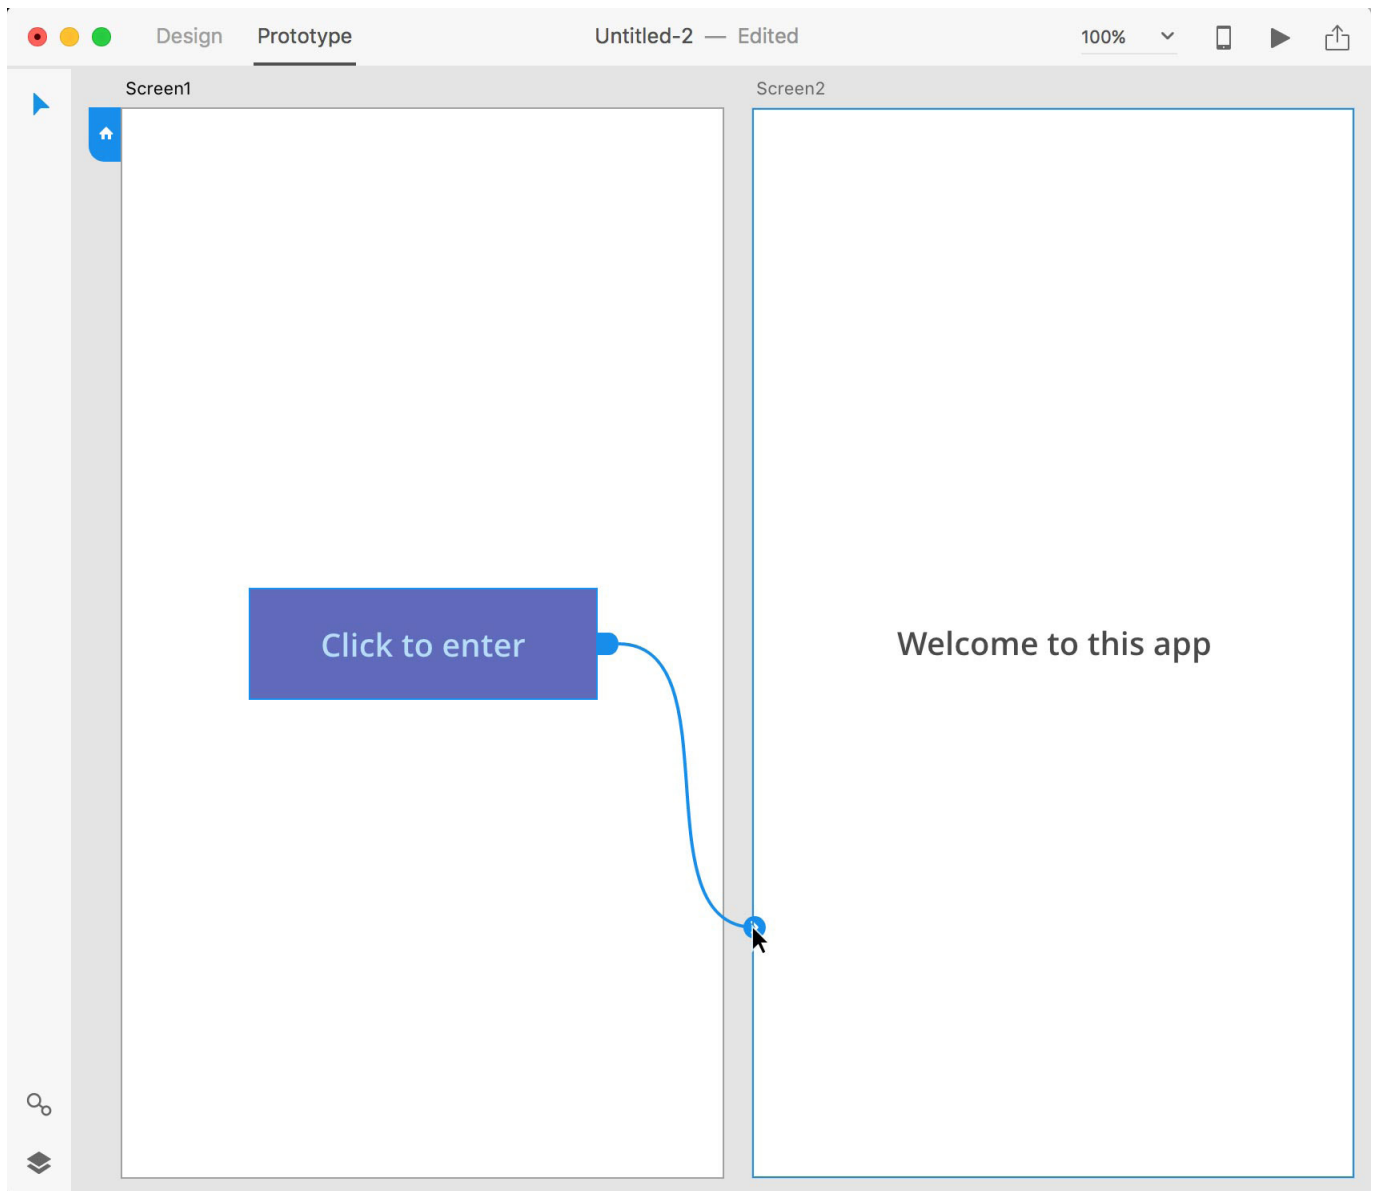 Design Prototype Untitled-2 — Edited 100%
Screen1 Screen2
Click to enter
Welcome to this app